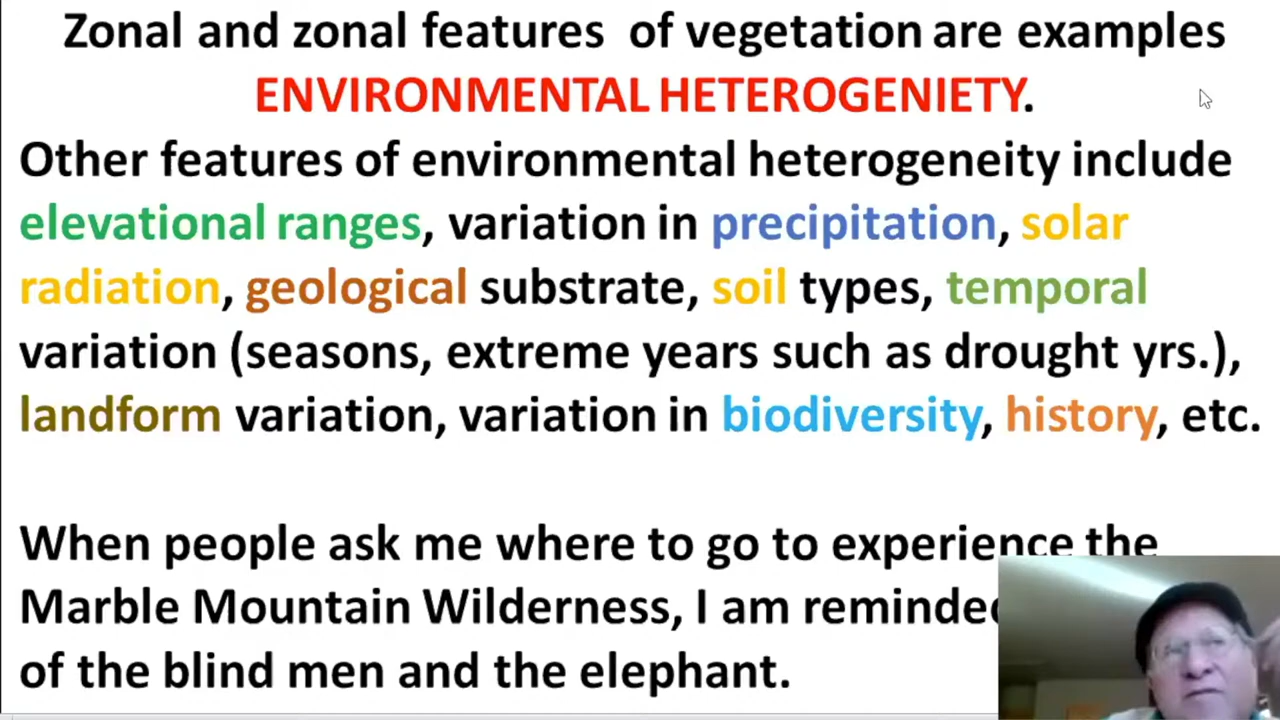 Zonal and zonal features of vegetation are examples
ENVIRONMENTAL HETEROGENIETY.
Other features of environmental heterogeneity include
elevational ranges, variation in precipitation, solar
radiation, geological substrate, soil types, temporal
variation (seasons, extreme years such as drought yrs.),
landform variation, variation in biodiversity, history, etc.
When people ask me where to go to experience the
Marble Mountain Wilderness, I am reminded
of the blind men and the elephant.